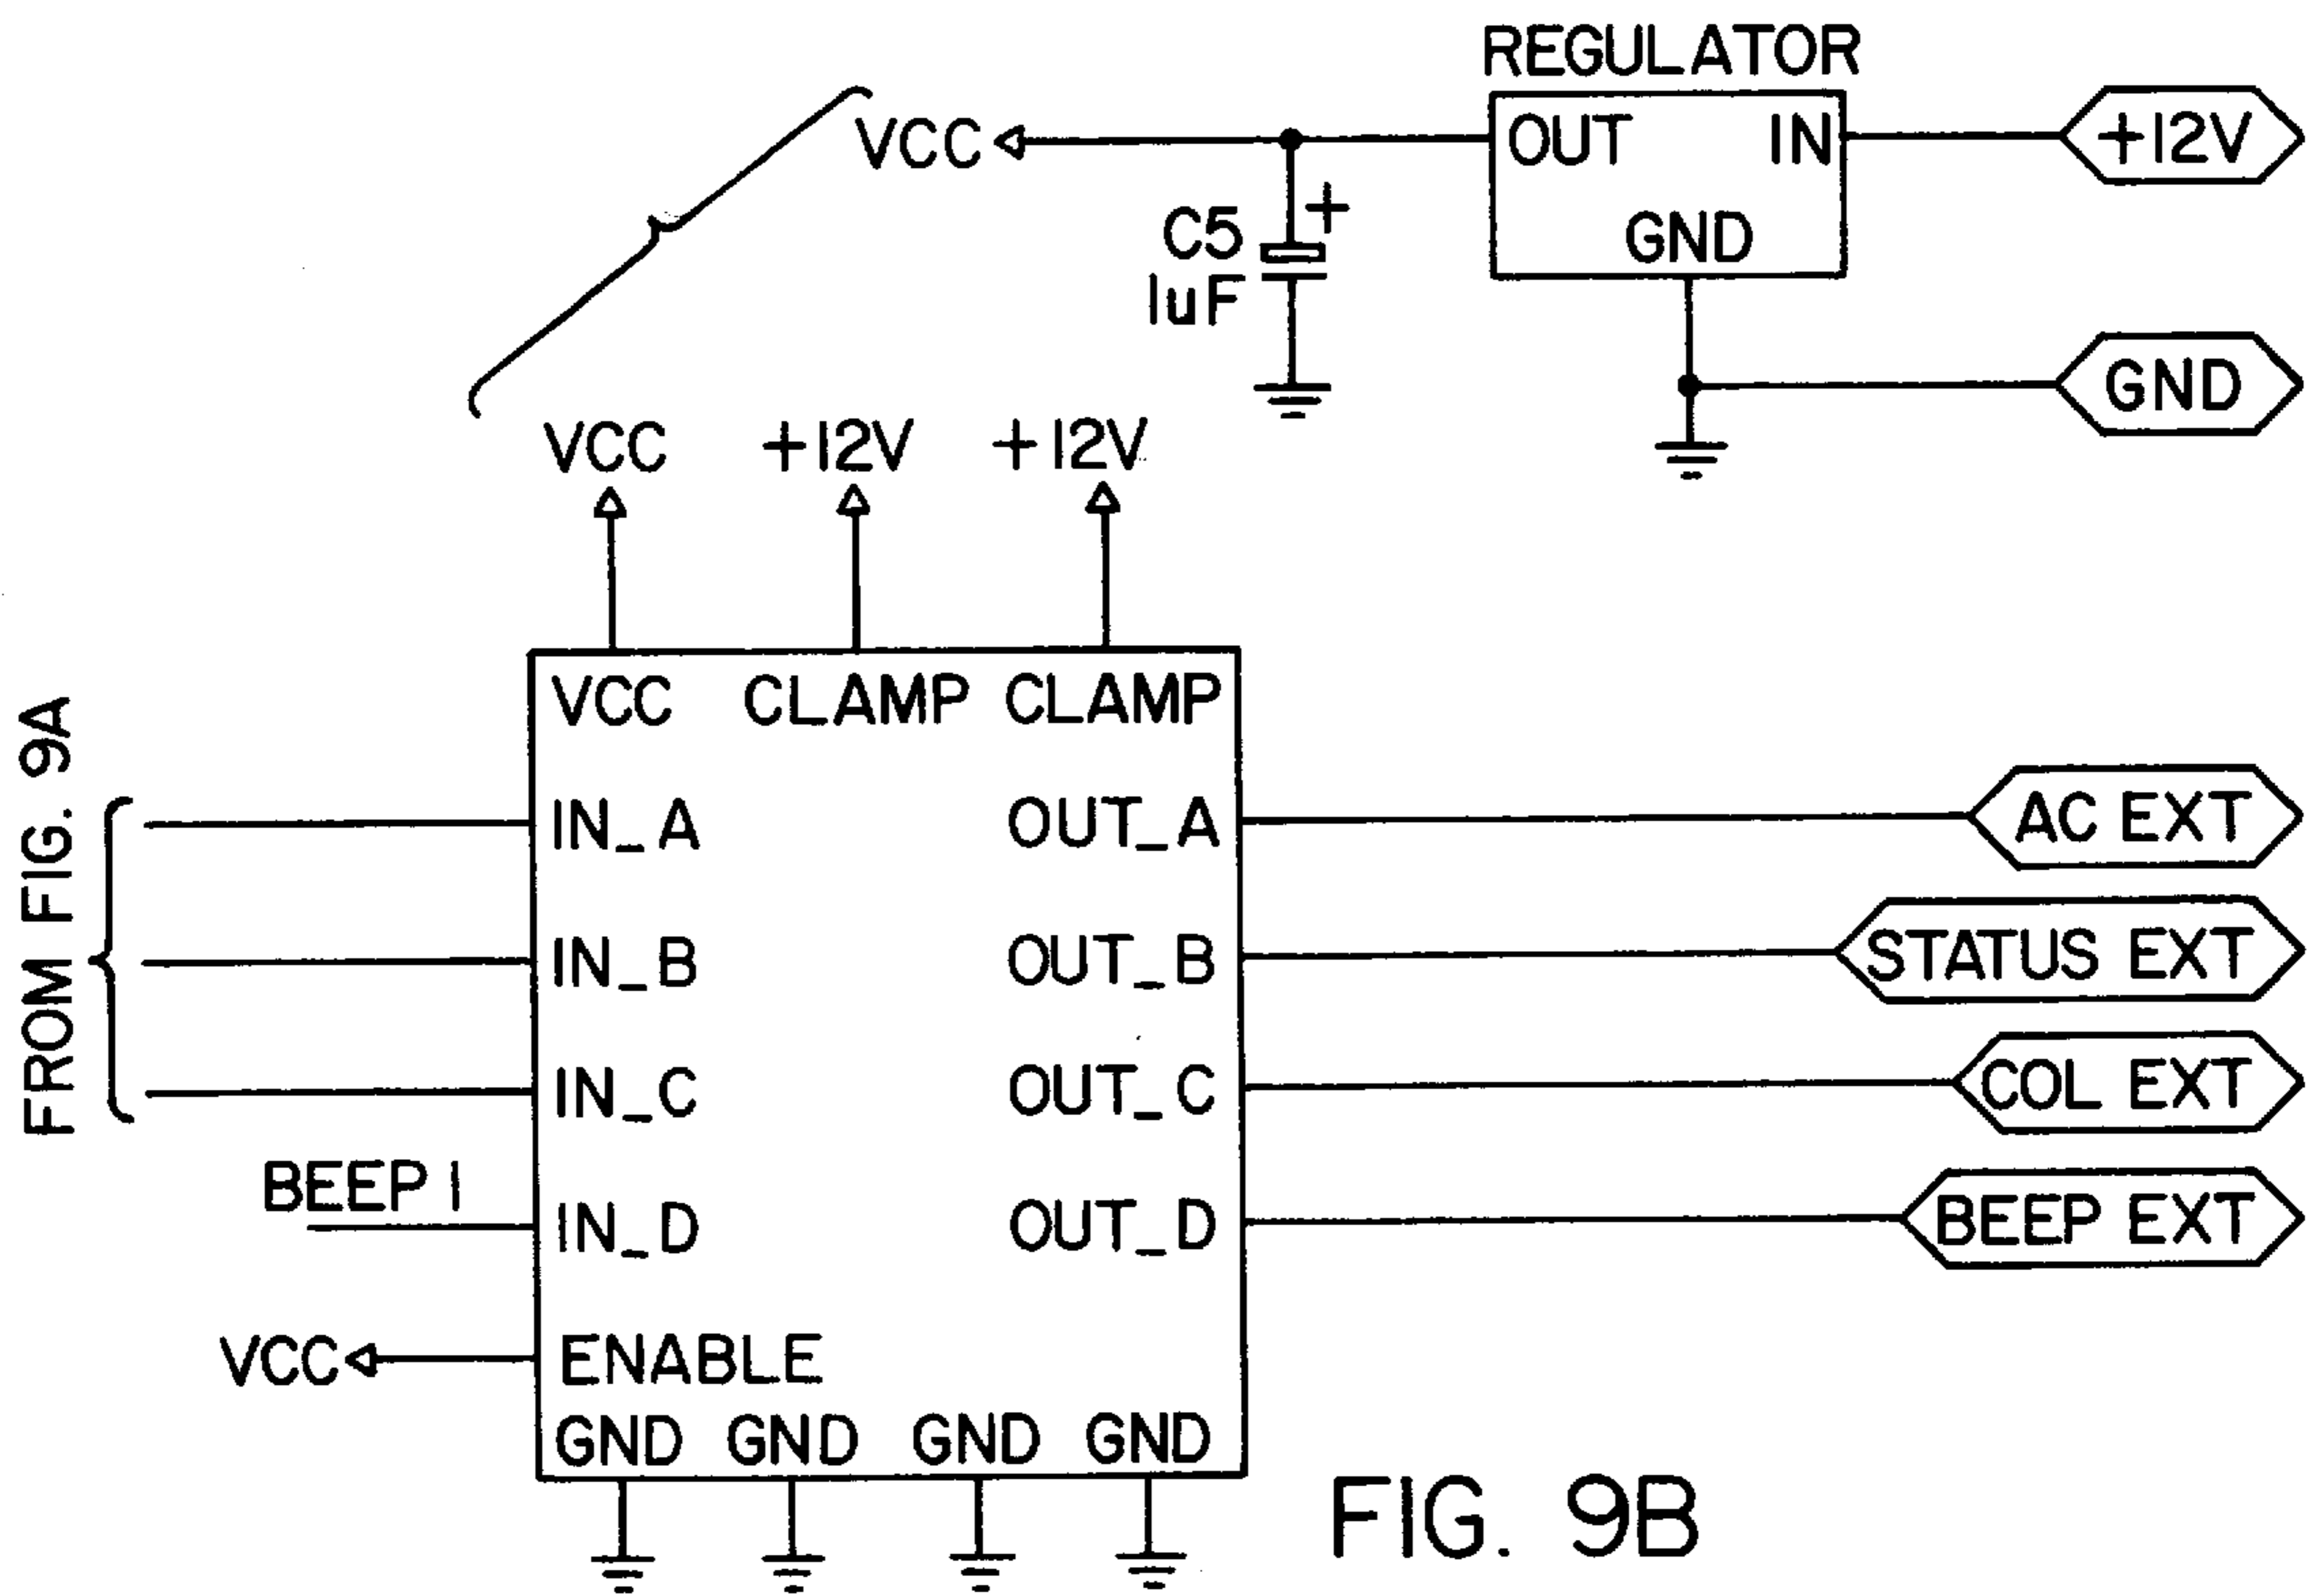 REGULATOR
VCC
OUT IN
+12V
GND
C5
+
1uF
GND
VCC +12V +12V
VCC CLAMP CLAMP
FROM FIG. 9A
IN_A OUT_A
AC EXT
IN_B OUT_B
STATUS EXT
IN_C OUT_C
COL EXT
BEEP 1
IN_D OUT_D
BEEP EXT
VCC
ENABLE
GND GND GND GND
FIG. 9B